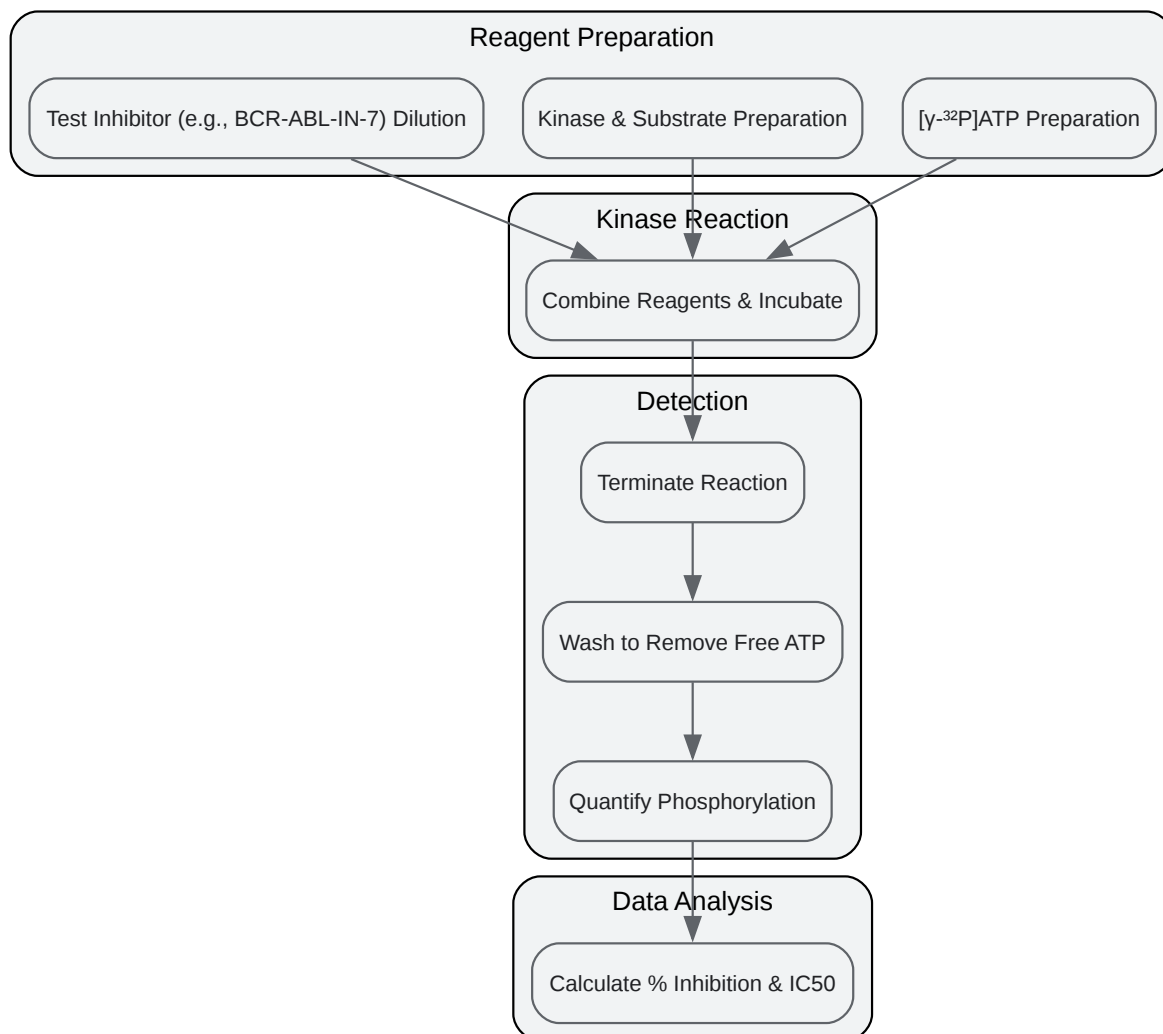 Reagent Preparation
Test Inhibitor (e.g., BCR-ABL-IN-7) Dilution
Kinase & Substrate Preparation
[γ-³²P]ATP Preparation
Kinase Reaction
Combine Reagents & Incubate
Detection
Terminate Reaction
Wash to Remove Free ATP
Quantify Phosphorylation
Data Analysis
Calculate % Inhibition & IC50